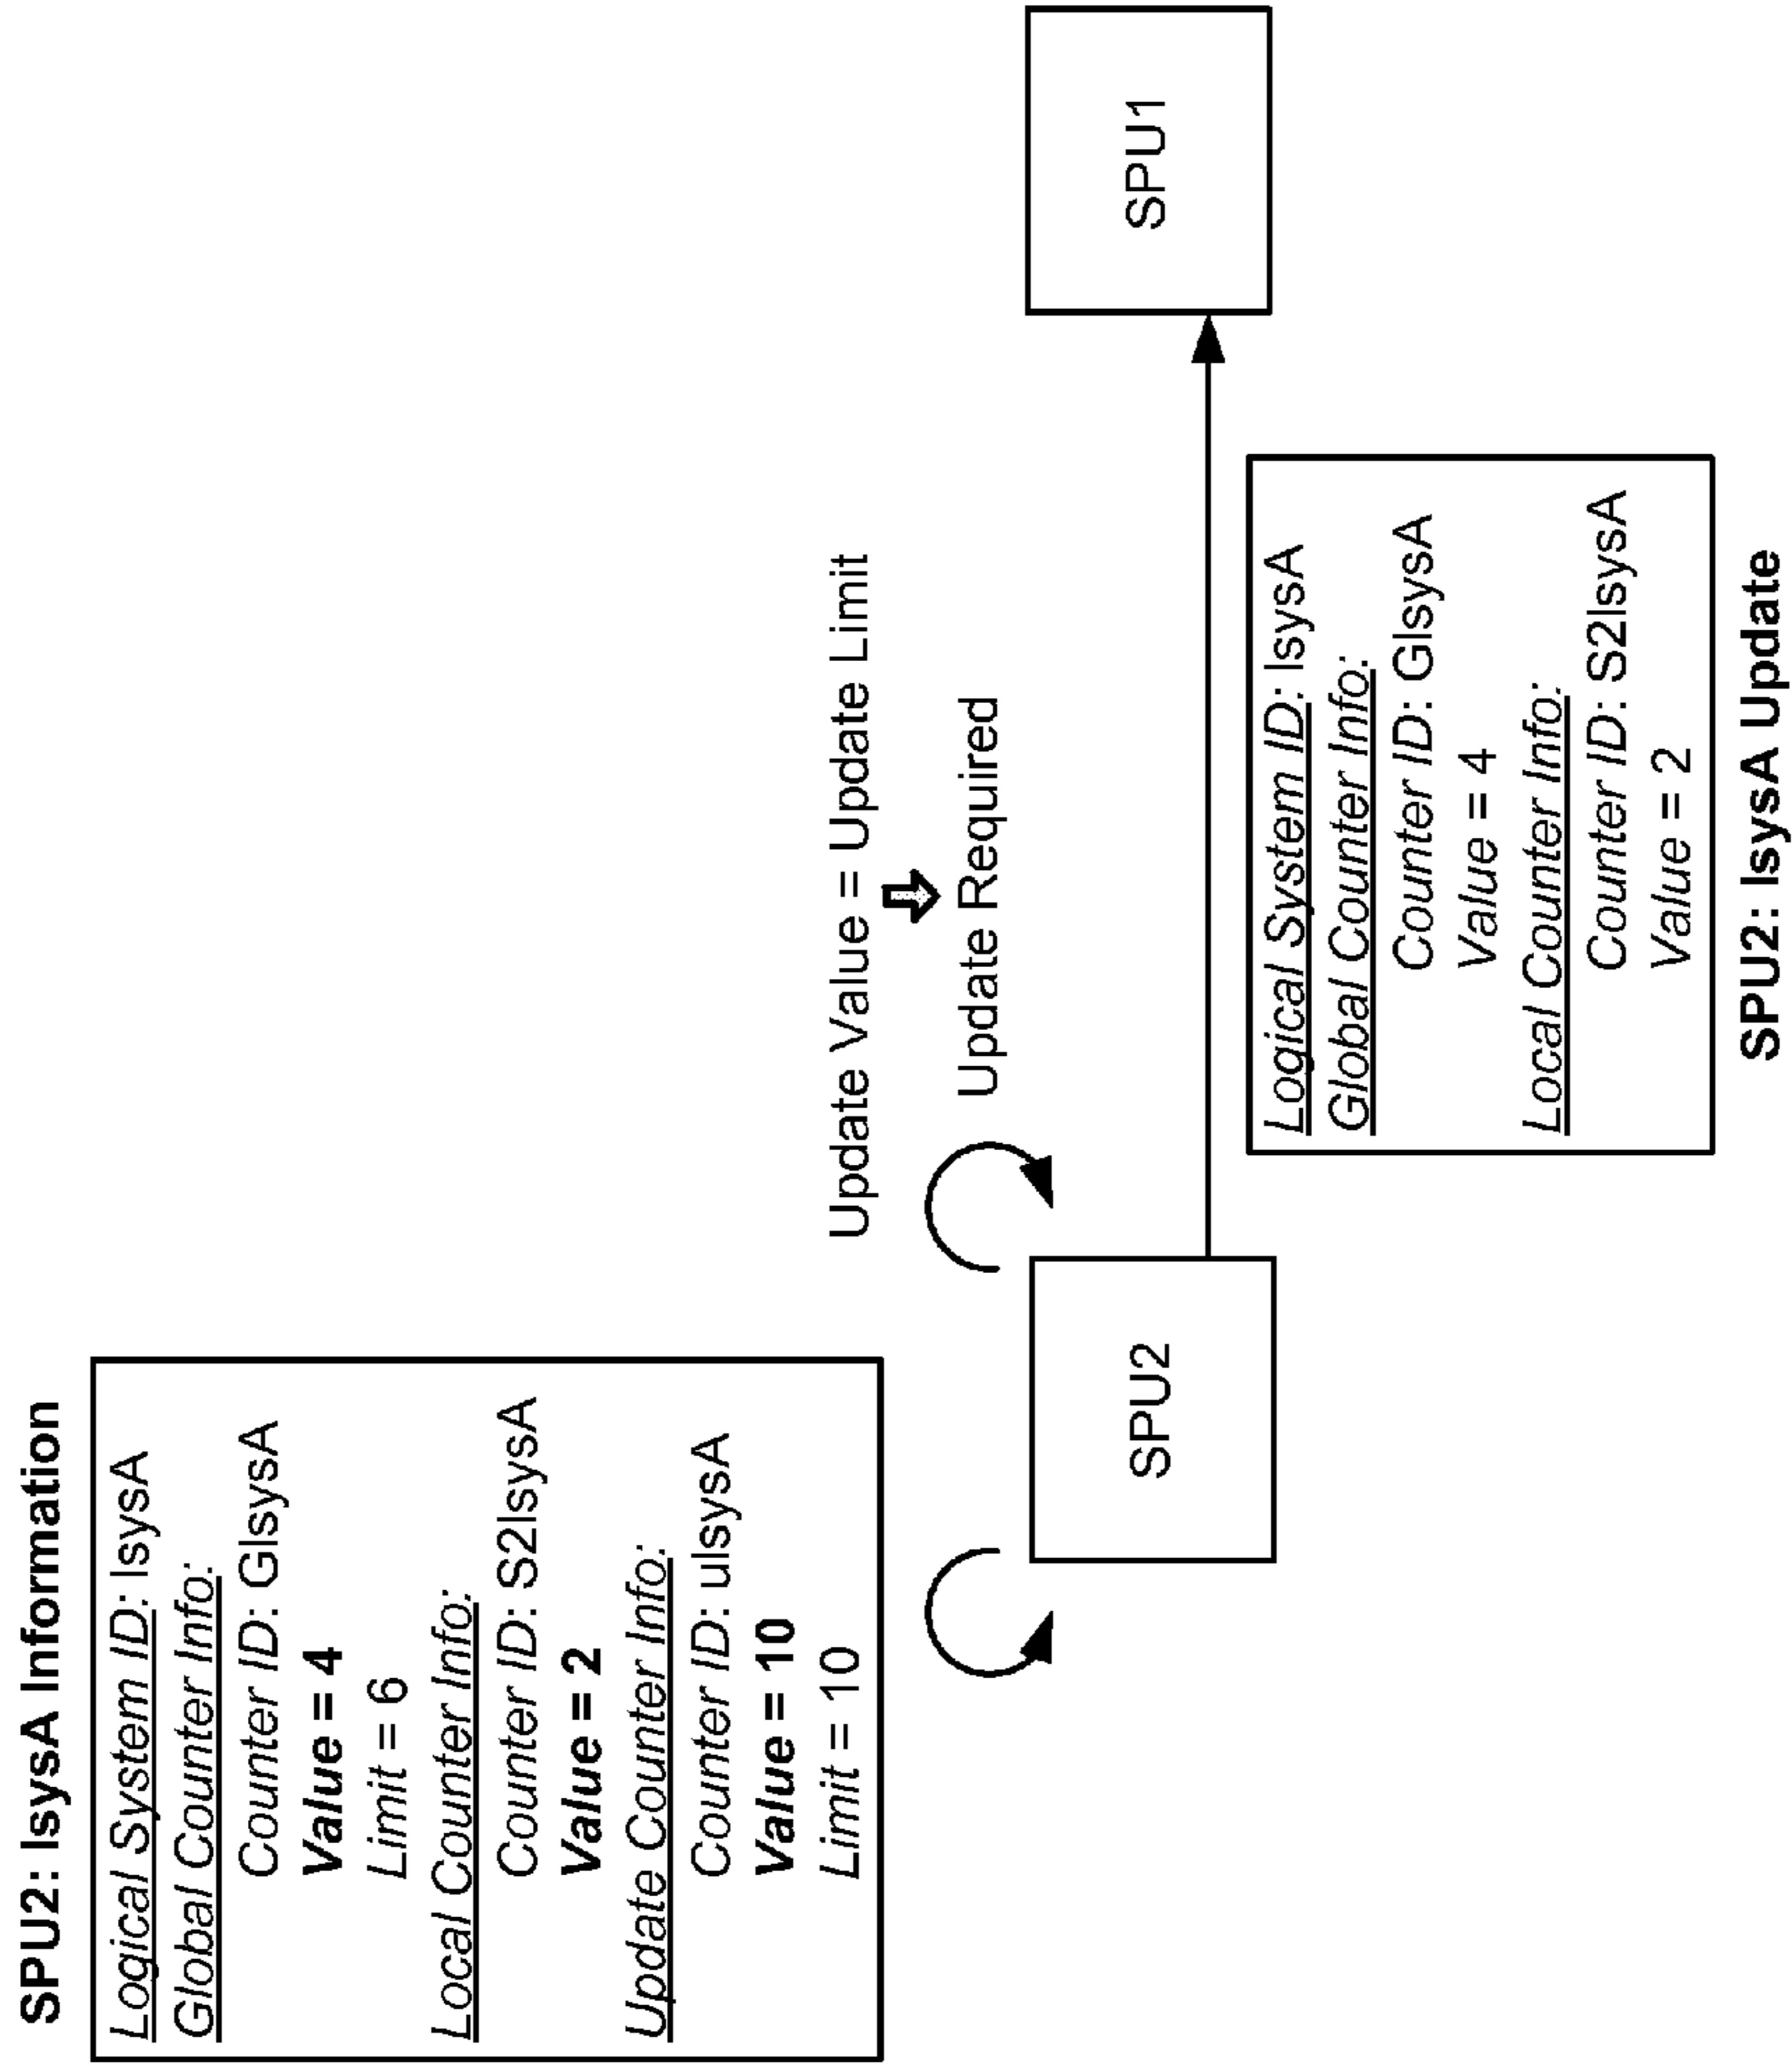 SPU2: lsysA Information
Logical System ID: lsysA
Global Counter Info:
Counter ID: GlsysA
Value = 4
Limit = 6
Local Counter Info:
Counter ID: S2lsysA
Value = 2
Update Counter Info:
Counter ID: ulsysA
Value = 10
Limit = 10
Update Value = Update Limit
Update Required
SPU2
SPU1
Logical System ID: lsysA
Global Counter Info:
Counter ID: GlsysA
Value = 4
Local Counter Info:
Counter ID: S2lsysA
Value = 2
SPU2: lsysA Update